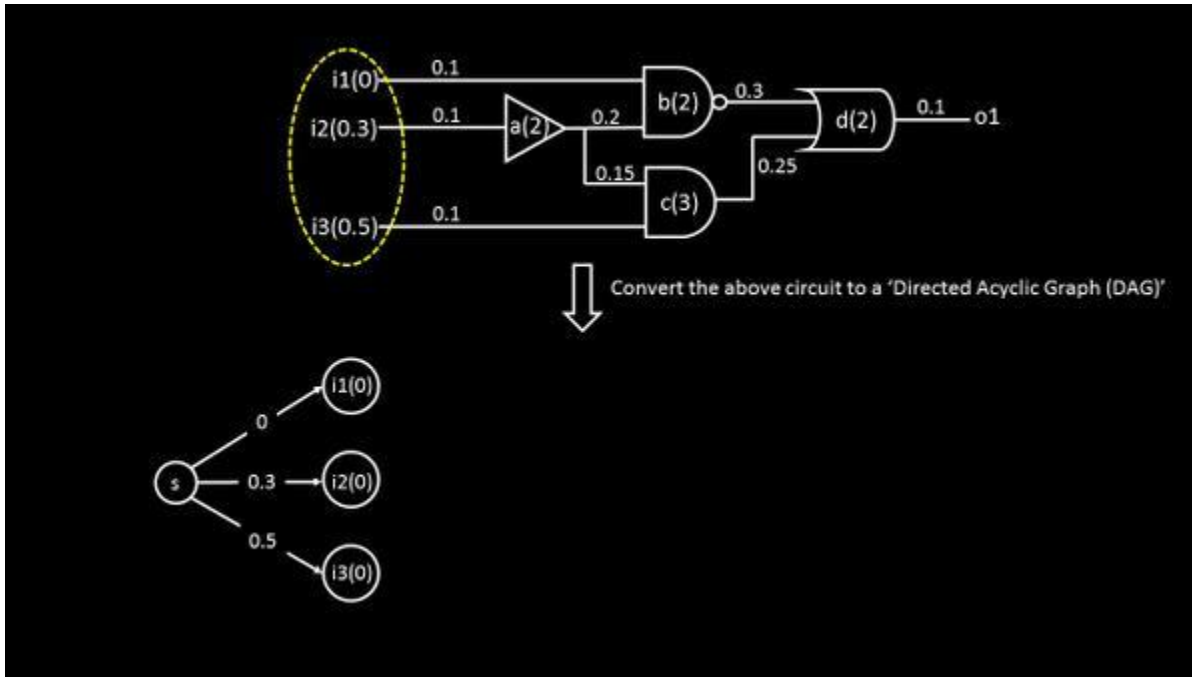 i1(0) 0.1 b(2) 0.3
i2(0.3) 0.1 a(2) 0.2 d(2) 0.1 o1
0.15 c(3) 0.25
i3(0.5) 0.1
Convert the above circuit to a ‘Directed Acyclic Graph (DAG)’
i1(0)
0
s 0.3 i2(0)
0.5
i3(0)